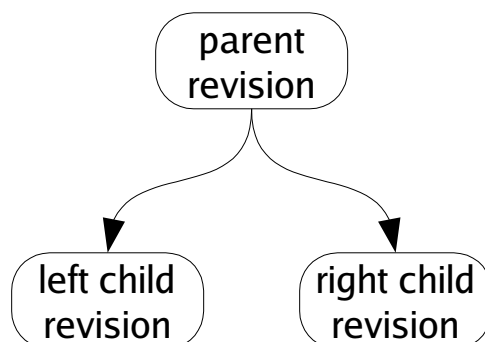 parent
revision
left child
revision
right child
revision